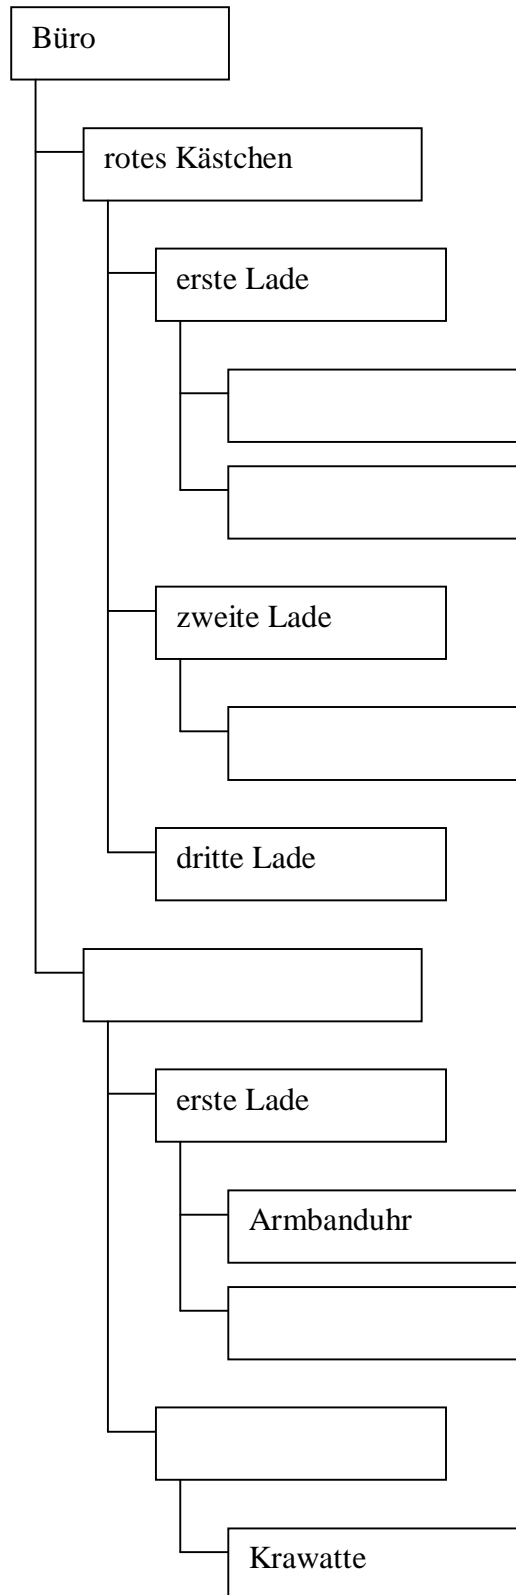 Büro
rotes Kästchen
erste Lade
zweite Lade
dritte Lade
erste Lade
Armbanduhr
Krawatte